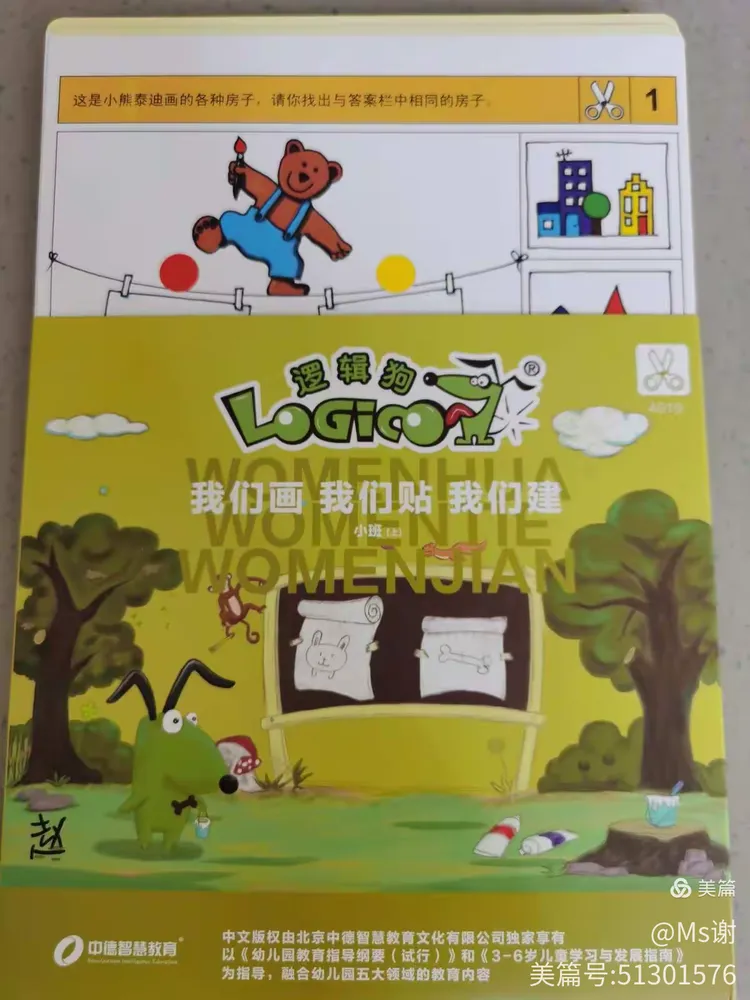 这是小熊泰迪画的各种房子，请你找出与答案栏中相同的房子。
1
逻辑狗
LOGICO
®
4019
WOMENHUA
我们画 我们贴 我们建
WOMENTIE
小班（上）
WOMENJIAN
赵
美篇
中德智慧教育
中文版权由北京中德智慧教育文化有限公司独家享有
@Ms谢
以《幼儿园教育指导纲要（试行）》和《3-6岁儿童学习与发展指南》
为指导，融合幼儿园五大领域的教育内容
美篇号:51301576